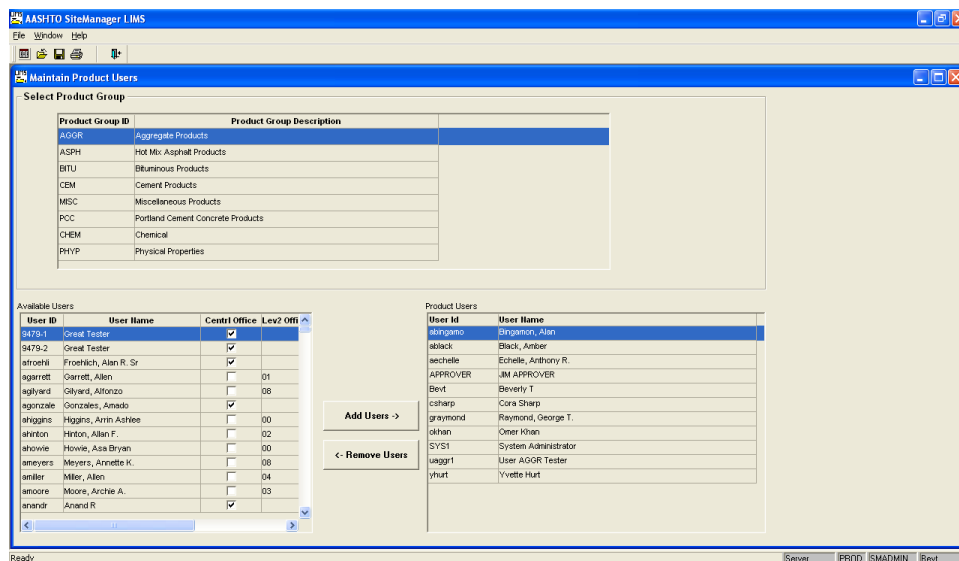 AASHTO SiteManager LIMS
File Window Help
Maintain Product Users
Select Product Group
Product Group ID Product Group Description
AGGR Aggregate Products
ASPH Hot Mix Asphalt Products
BITU Bituminous Products
CEM Cement Products
MISC Miscellaneous Products
PCC Portland Cement Concrete Products
CHEM Chemical
PHYP Physical Properties
Available Users
User ID User Name Centrl Office Lev2 Offi
9479-1 Great Tester
9479-2 Great Tester
afroehli Froehlich, Alan R. Sr
agarrett Garrett, Allen 01
agilyard Gilyard, Alfonzo 08
agonzale Gonzales, Amado
ahiggins Higgins, Arrin Ashlee 00
ahinton Hinton, Allan F. 02
ahowie Howie, Asa Bryan 00
ameyers Meyers, Annette K. 08
amiller Miller, Allen 04
amoore Moore, Archie A. 03
anandr Anand R
Add Users ->
<- Remove Users
Product Users
User Id User Name
abingamo Bingamon, Alan
ablack Black, Amber
aechelle Echelle, Anthony R.
APPROVER JIM APPROVER
Bevt Beverly T
csharp Cora Sharp
graymond Raymond, George T.
okhan Omer Khan
SYS1 System Administrator
uaggr1 User AGGR Tester
yhurt Yvette Hurt
Ready Server PROD SMADMIN Bevt